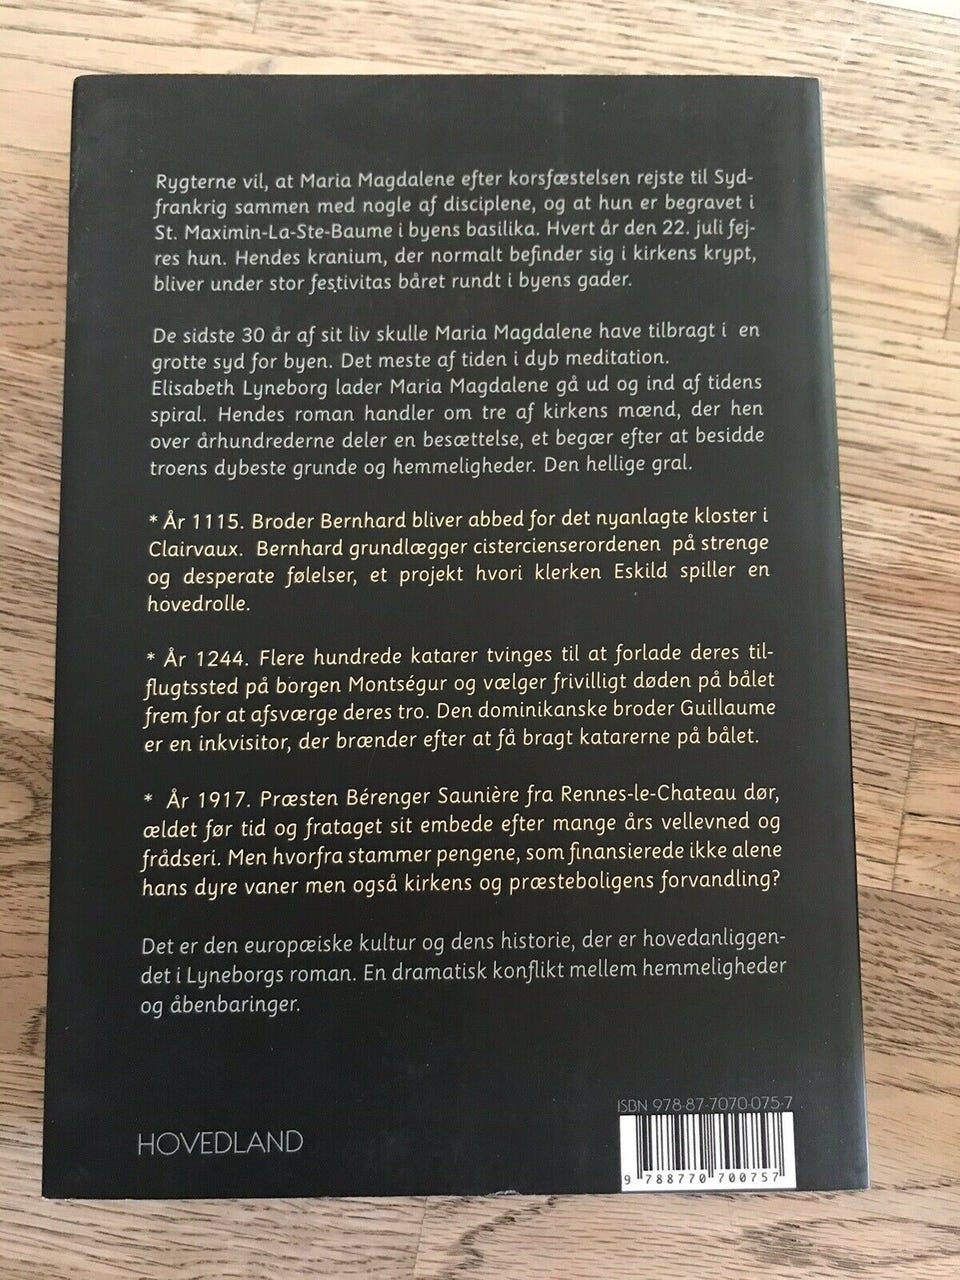 Rygterne vil, at Maria Magdalene efter korsfæstelsen rejste til Syd-
frankrig sammen med nogle af disciplene, og at hun er begravet i
St. Maximin-La-Ste-Baume i byens basilika. Hvert år den 22. juli fej-
res hun. Hendes kranium, der normalt befinder sig i kirkens krypt,
bliver under stor festivitas båret rundt i byens gader.
De sidste 30 år af sit liv skulle Maria Magdalene have tilbragt i en
grotte syd for byen. Det meste af tiden i dyb meditation.
Elisabeth Lyneborg lader Maria Magdalene gå ud og ind af tidens
spiral. Hendes roman handler om tre af kirkens mænd, der hen
over århundrederne deler en besættelse, et begær efter at besidde
troens dybeste grunde og hemmeligheder. Den hellige gral.
* År 1115. Broder Bernhard bliver abbed for det nyanlagte kloster i
Clairvaux. Bernhard grundlægger cistercienserordenen på strenge
og desperate følelser, et projekt hvori klerken Eskild spiller en
hovedrolle.
* År 1244. Flere hundrede katarer tvinges til at forlade deres til-
flugtssted på borgen Montségur og vælger frivilligt døden på bålet
frem for at afsværge deres tro. Den dominikanske broder Guillaume
er en inkvisitor, der brænder efter at få bragt katarerne på bålet.
* År 1917. Præsten Bérenger Saunière fra Rennes-le-Chateau dør,
ældet før tid og frataget sit embede efter mange års vellevned og
frådseri. Men hvorfra stammer pengene, som finansierede ikke alene
hans dyre vaner men også kirkens og præsteboligens forvandling?
Det er den europæiske kultur og dens historie, der er hovedanliggen-
det i Lyneborgs roman. En dramatisk konflikt mellem hemmeligheder
og åbenbaringer.
ISBN 978-87-7070-075-7
HOVEDLAND
9 788770 700757